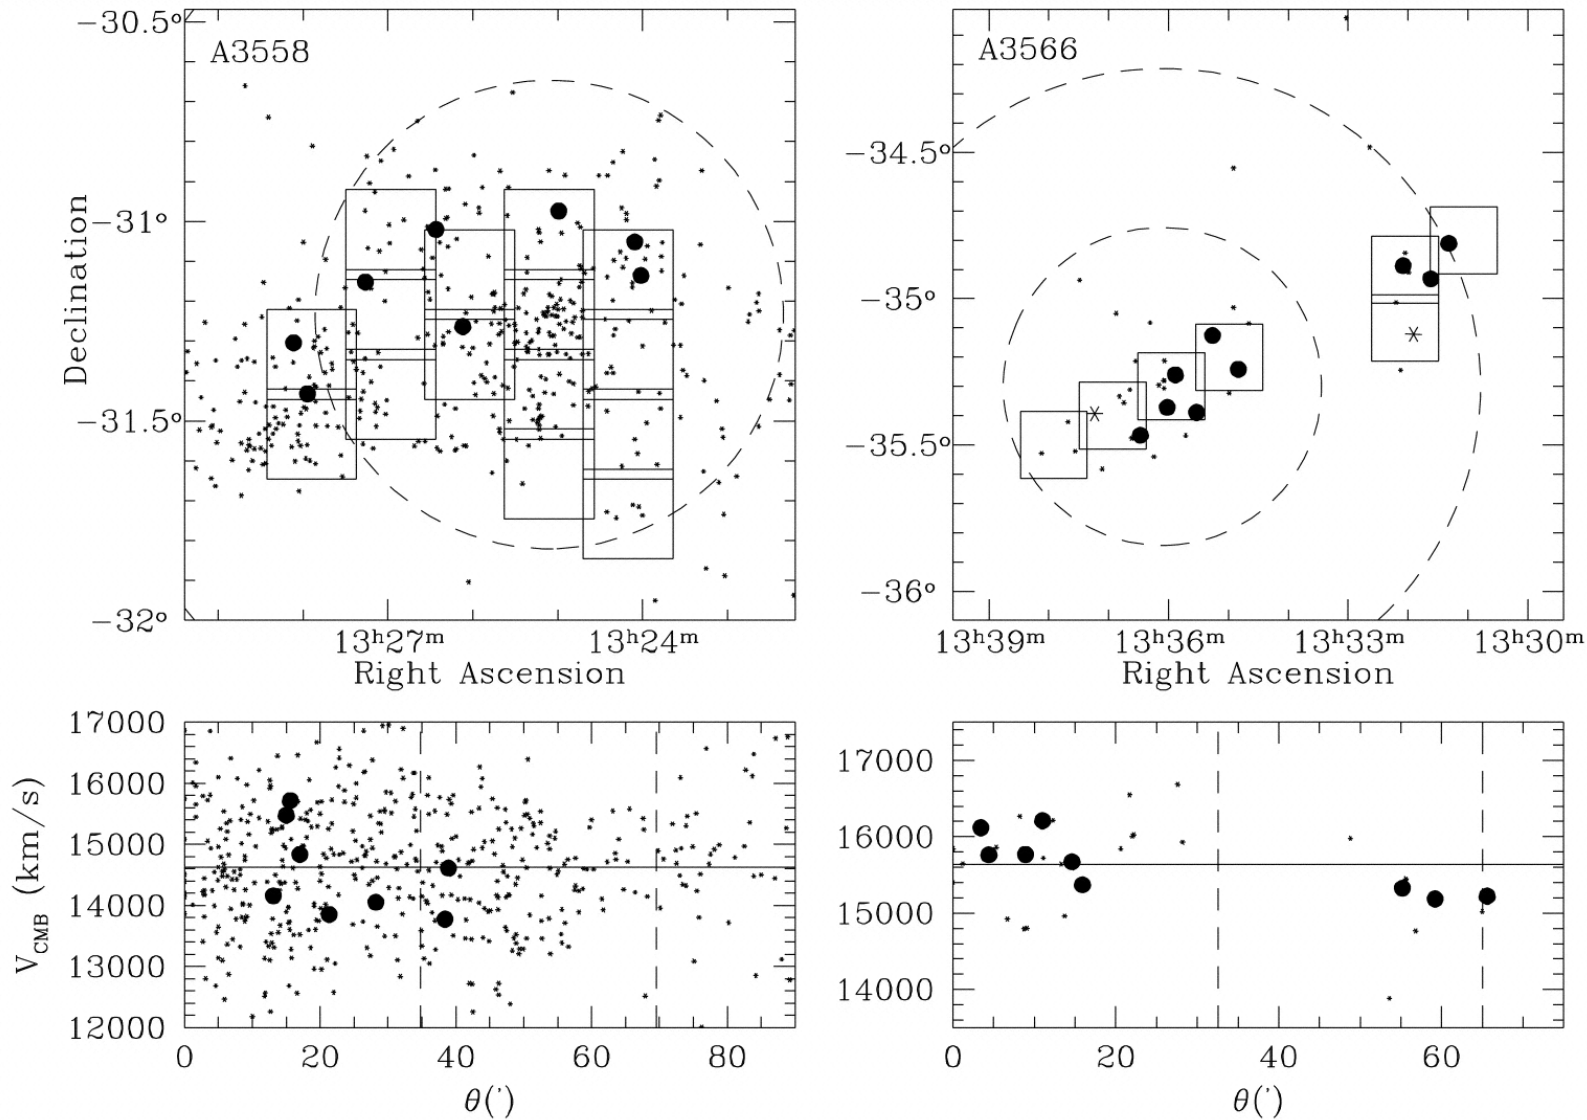 A3558
A3566
−30.5°
−31°
−31.5°
−32°
Declination
13ʰ27ᵐ 13ʰ24ᵐ
Right Ascension
−34.5°
−35°
−35.5°
−36°
13ʰ39ᵐ 13ʰ36ᵐ 13ʰ33ᵐ 13ʰ30ᵐ
Right Ascension
17000
16000
15000
14000
13000
12000
V_CMB (km/s)
0 20 40 60 80
θ(′)
17000
16000
15000
14000
0 20 40 60
θ(′)